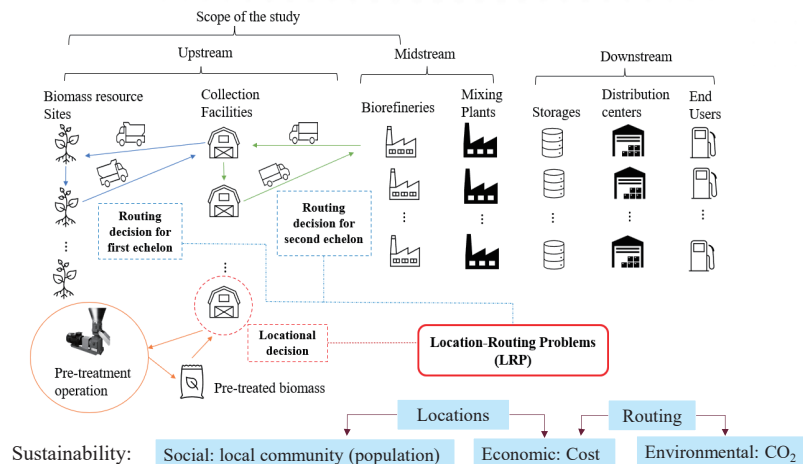 Scope of the study
Upstream
Midstream
Downstream
Biomass resource
Sites
Collection
Facilities
Biorefineries
Mixing
Plants
Storages
Distribution
centers
End
Users
Routing
decision for
first echelon
Routing
decision for
second echelon
Locational
decision
Location-Routing Problems
(LRP)
Pre-treatment
operation
Pre-treated biomass
Locations
Routing
Sustainability:
Social: local community (population)
Economic: Cost
Environmental: CO₂